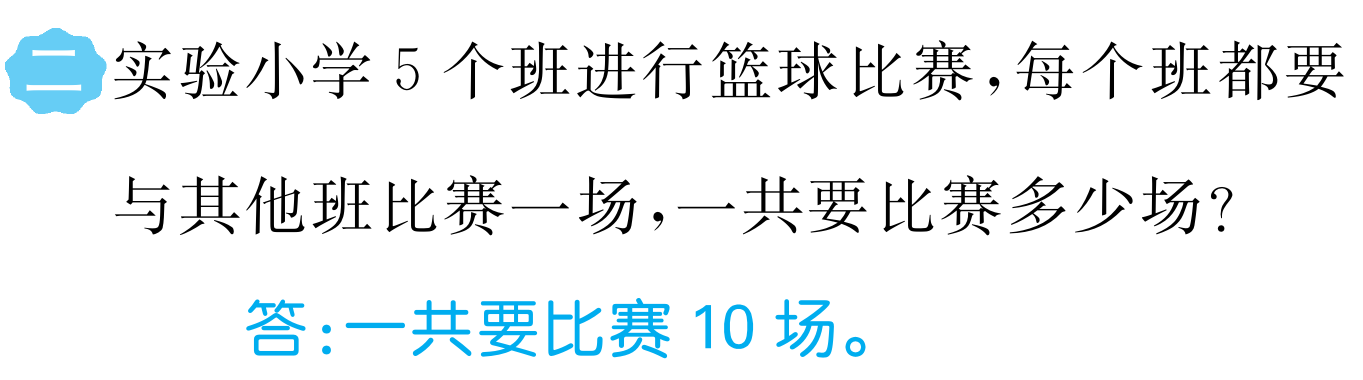 二 实验小学 5 个班进行篮球比赛,每个班都要
与其他班比赛一场,一共要比赛多少场?
答:一共要比赛 10 场。